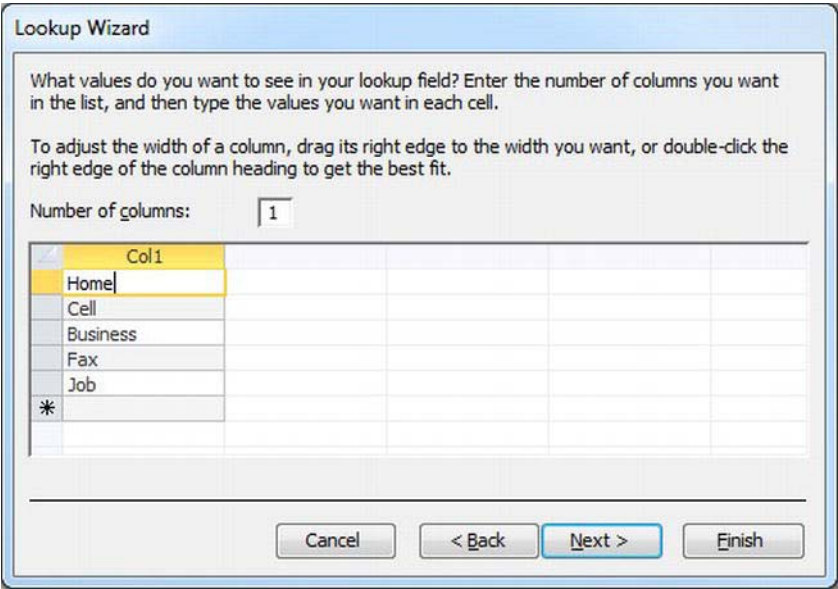 Lookup Wizard
What values do you want to see in your lookup field? Enter the number of columns you want
in the list, and then type the values you want in each cell.
To adjust the width of a column, drag its right edge to the width you want, or double-click the
right edge of the column heading to get the best fit.
Number of columns: 1
Col1
Home
Cell
Business
Fax
Job
*
Cancel < Back Next > Finish